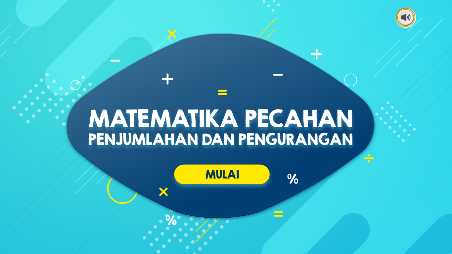 MATEMATIKA PECAHAN
PENJUMLAHAN DAN PENGURANGAN
MULAI